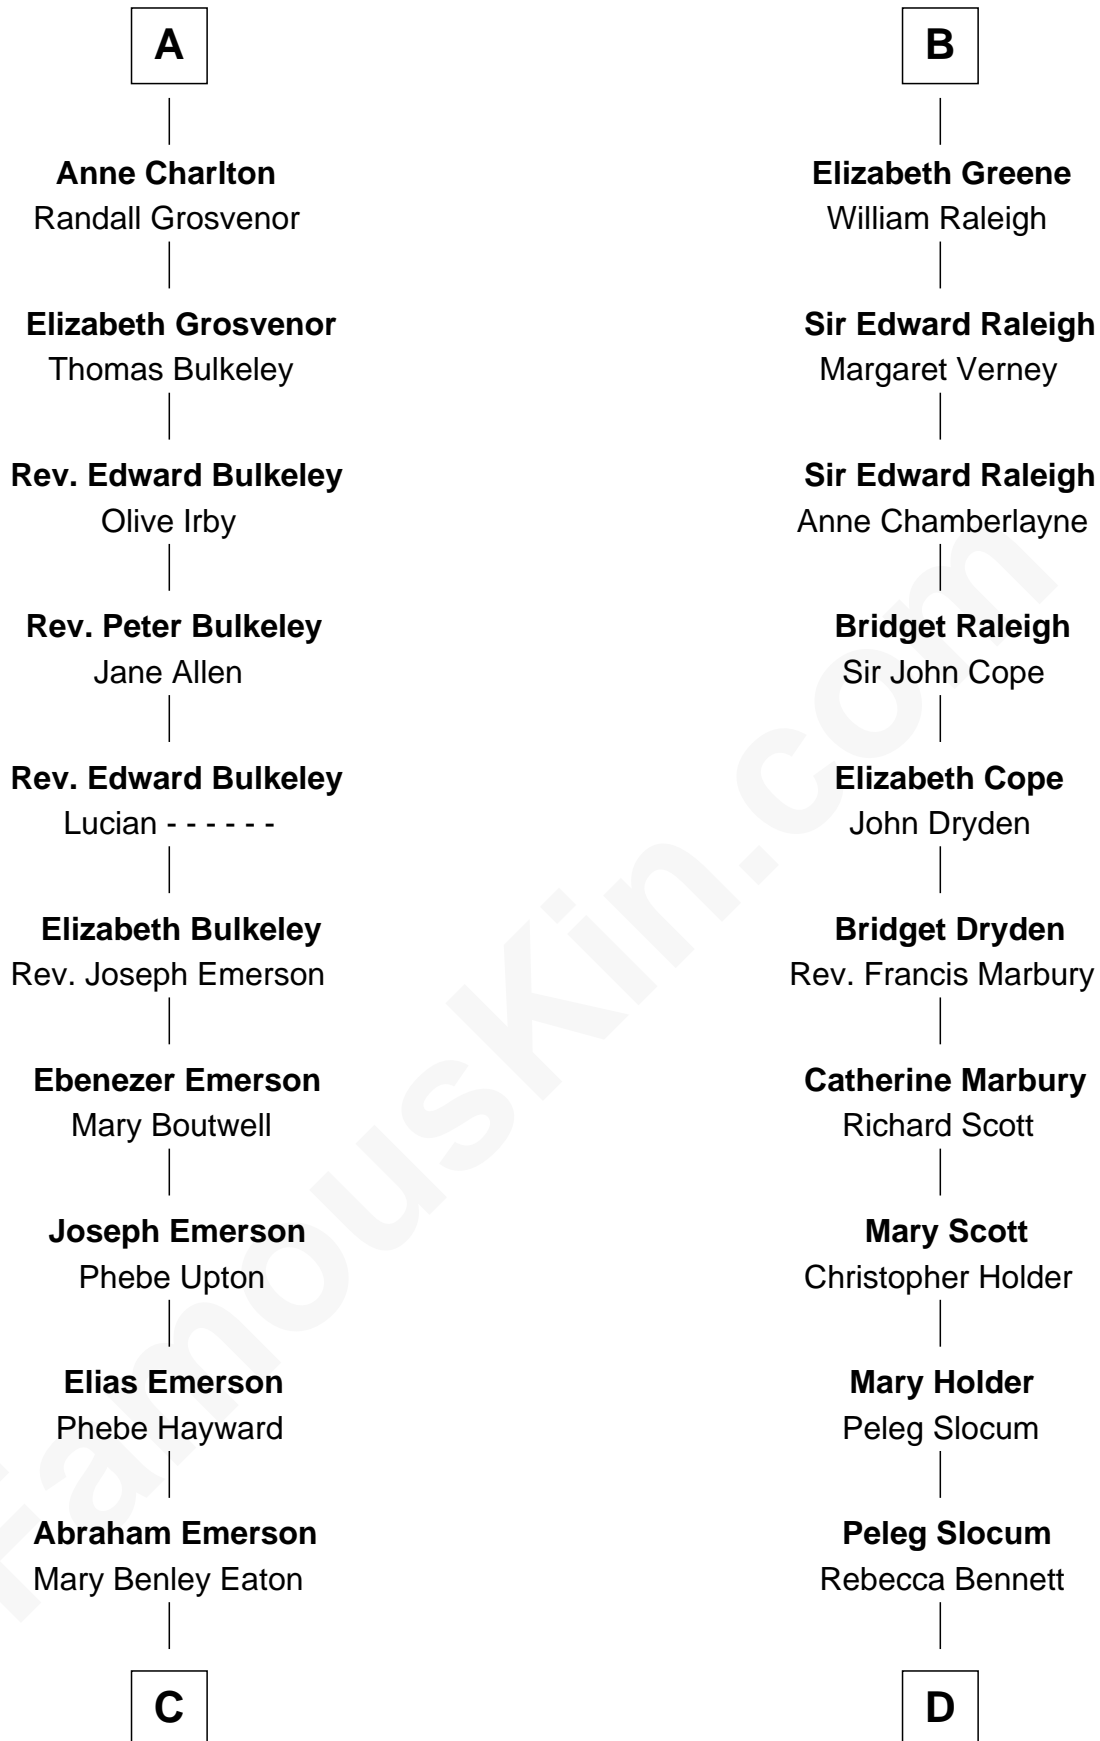 A
Anne Charlton
Randall Grosvenor
Elizabeth Grosvenor
Thomas Bulkeley
Rev. Edward Bulkeley
Olive Irby
Rev. Peter Bulkeley
Jane Allen
Rev. Edward Bulkeley
Lucian - - - - - -
Elizabeth Bulkeley
Rev. Joseph Emerson
Ebenezer Emerson
Mary Boutwell
Joseph Emerson
Phebe Upton
Elias Emerson
Phebe Hayward
Abraham Emerson
Mary Benley Eaton
C
B
Elizabeth Greene
William Raleigh
Sir Edward Raleigh
Margaret Verney
Sir Edward Raleigh
Anne Chamberlayne
Bridget Raleigh
Sir John Cope
Elizabeth Cope
John Dryden
Bridget Dryden
Rev. Francis Marbury
Catherine Marbury
Richard Scott
Mary Scott
Christopher Holder
Mary Holder
Peleg Slocum
Peleg Slocum
Rebecca Bennett
D
FamousKin.com